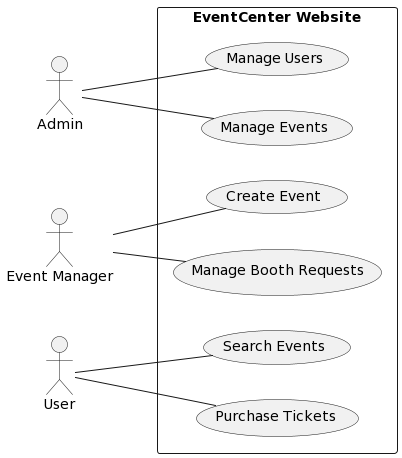 EventCenter Website
Manage Users
Admin
Manage Events
Create Event
Event Manager
Manage Booth Requests
Search Events
User
Purchase Tickets